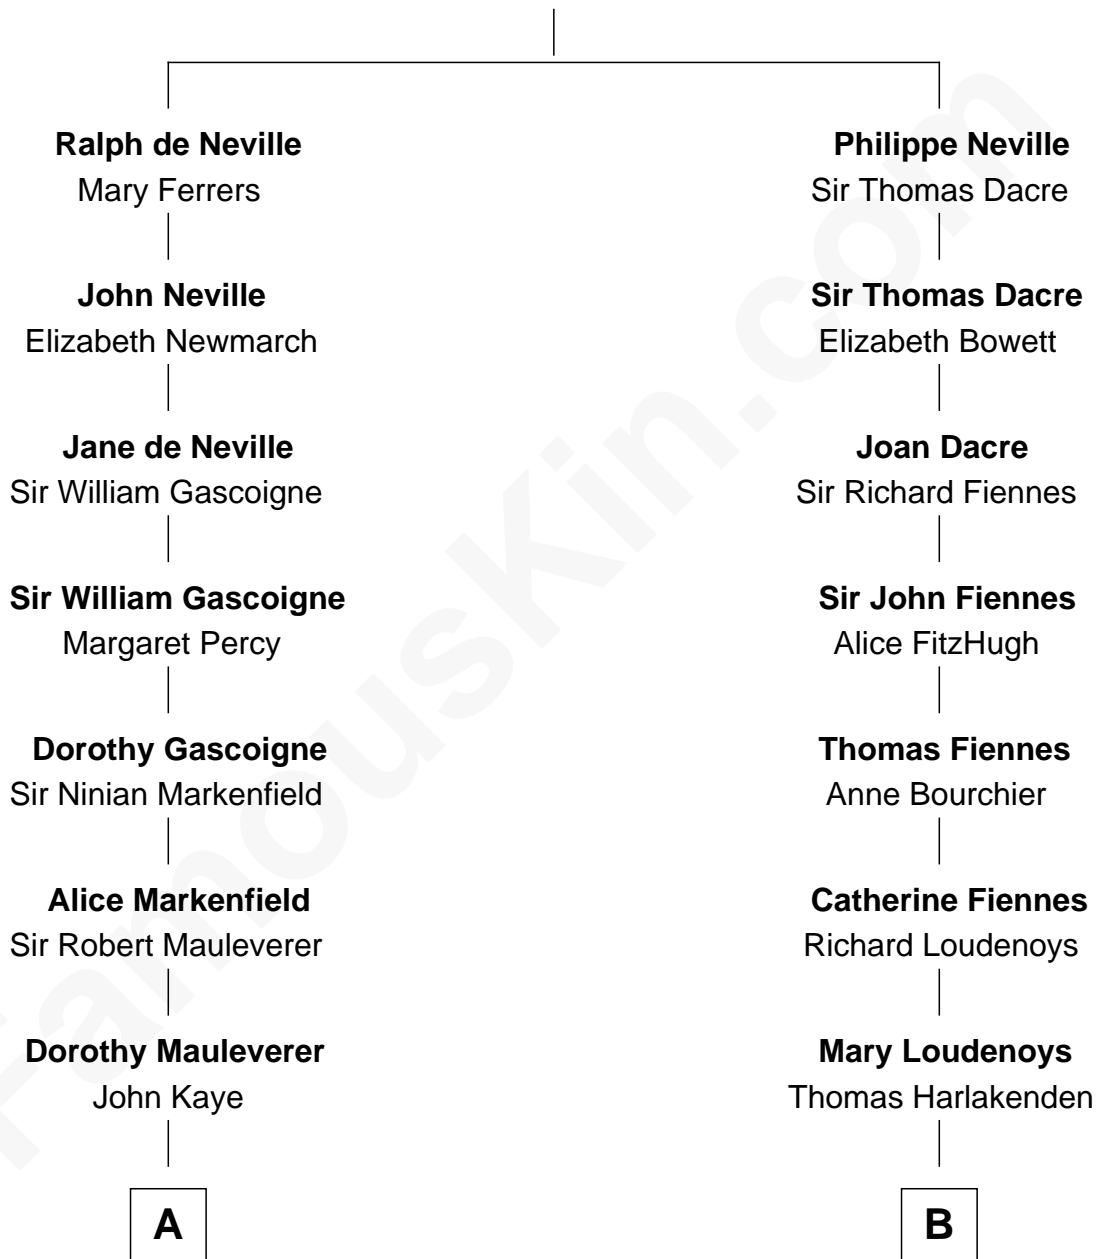 Ralph de Neville
Mary Ferrers
John Neville
Elizabeth Newmarch
Jane de Neville
Sir William Gascoigne
Sir William Gascoigne
Margaret Percy
Dorothy Gascoigne
Sir Ninian Markenfield
Alice Markenfield
Sir Robert Mauleverer
Dorothy Mauleverer
John Kaye
A
Philippe Neville
Sir Thomas Dacre
Sir Thomas Dacre
Elizabeth Bowett
Joan Dacre
Sir Richard Fiennes
Sir John Fiennes
Alice FitzHugh
Thomas Fiennes
Anne Bourchier
Catherine Fiennes
Richard Loudenoys
Mary Loudenoys
Thomas Harlakenden
B
FamousKin.com